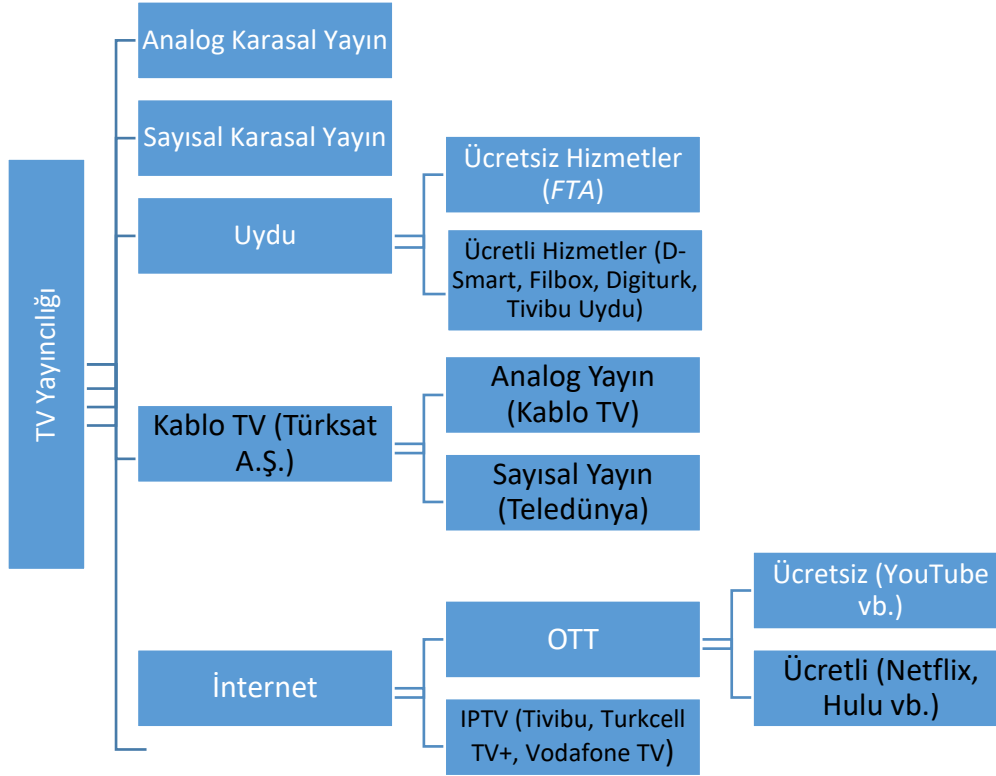 TV Yayıncılığı
Analog Karasal Yayın
Sayısal Karasal Yayın
Uydu
Ücretsiz Hizmetler
(FTA)
Ücretli Hizmetler (D-
Smart, Filbox, Digiturk,
Tivibu Uydu)
Kablo TV (Türksat
A.Ş.)
Analog Yayın
(Kablo TV)
Sayısal Yayın
(Teledünya)
İnternet
OTT
Ücretsiz (YouTube
vb.)
Ücretli (Netflix,
Hulu vb.)
IPTV (Tivibu, Turkcell
TV+, Vodafone TV)